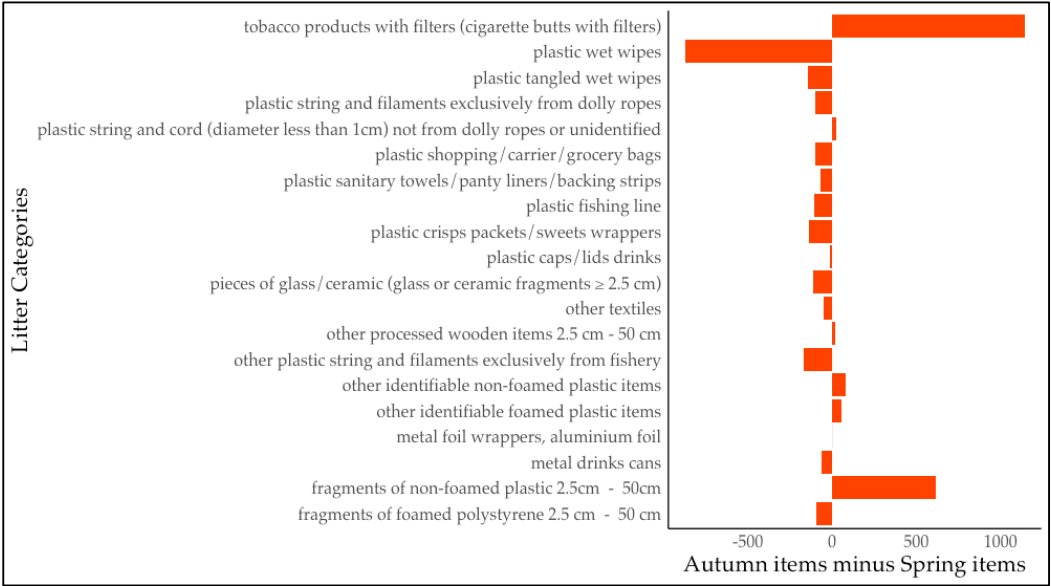 tobacco products with filters (cigarette butts with filters)
plastic wet wipes
plastic tangled wet wipes
plastic string and filaments exclusively from dolly ropes
plastic string and cord (diameter less than 1cm) not from dolly ropes or unidentified
plastic shopping/carrier/grocery bags
plastic sanitary towels/panty liners/backing strips
plastic fishing line
plastic crisps packets/sweets wrappers
plastic caps/lids drinks
pieces of glass/ceramic (glass or ceramic fragments ≥ 2.5 cm)
other textiles
other processed wooden items 2.5 cm - 50 cm
other plastic string and filaments exclusively from fishery
other identifiable non-foamed plastic items
other identifiable foamed plastic items
metal foil wrappers, aluminium foil
metal drinks cans
fragments of non-foamed plastic 2.5cm - 50cm
fragments of foamed polystyrene 2.5 cm - 50 cm
Litter Categories
-500 0 500 1000
Autumn items minus Spring items